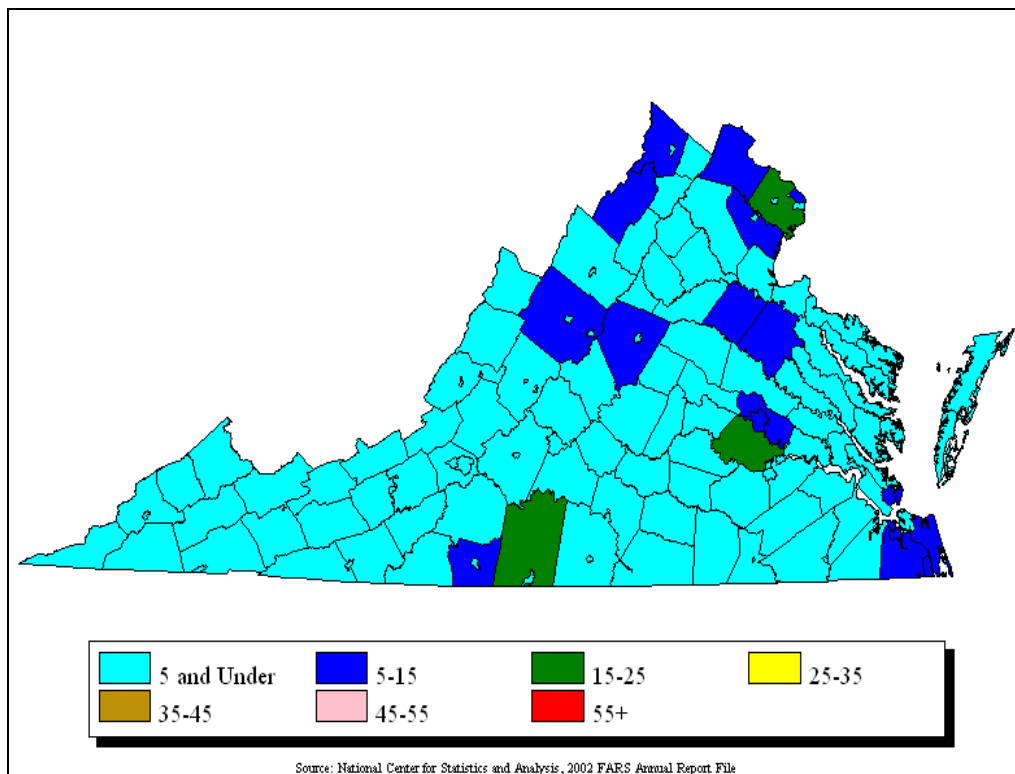 5 and Under 5-15 15-25 25-35
35-45 45-55 55+
Source: National Center for Statistics and Analysis, 2002 FARS Annual Report File